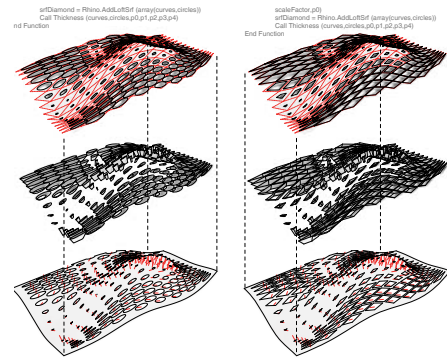 srfDiamond = Rhino.AddLoftSrf (array(curves,circles))
Call Thickness (curves,circles,p0,p1,p2,p3,p4)
nd Function
scaleFactor,p0)
srfDiamond = Rhino.AddLoftSrf (array(curves,circles))
Call Thickness (curves,circles,p0,p1,p2,p3,p4)
End Function